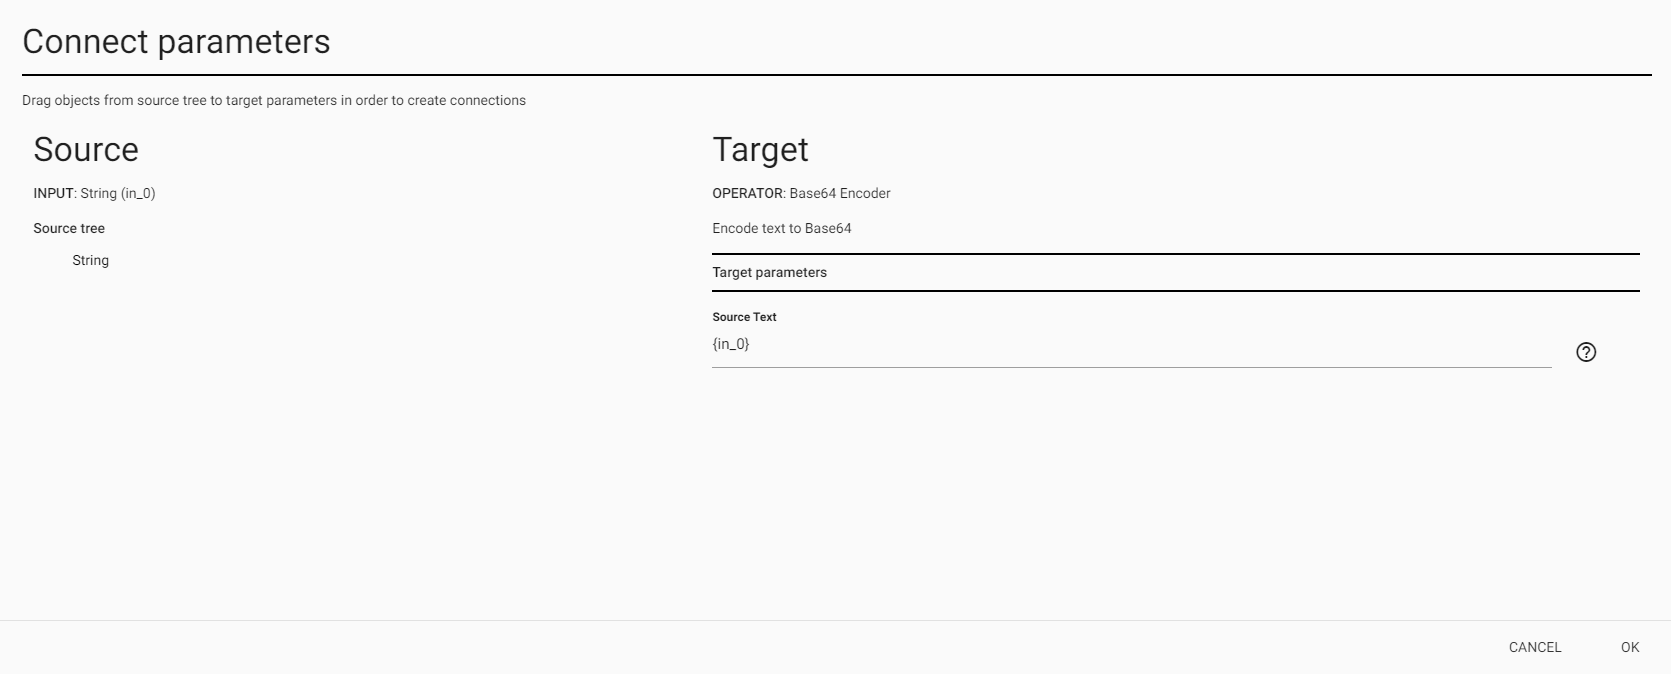 Connect parameters
Drag objects from source tree to target parameters in order to create connections
Source
INPUT: String (in_0)
Source tree
String
Target
OPERATOR: Base64 Encoder
Encode text to Base64
Target parameters
Source Text
{in_0}
?
CANCEL
OK